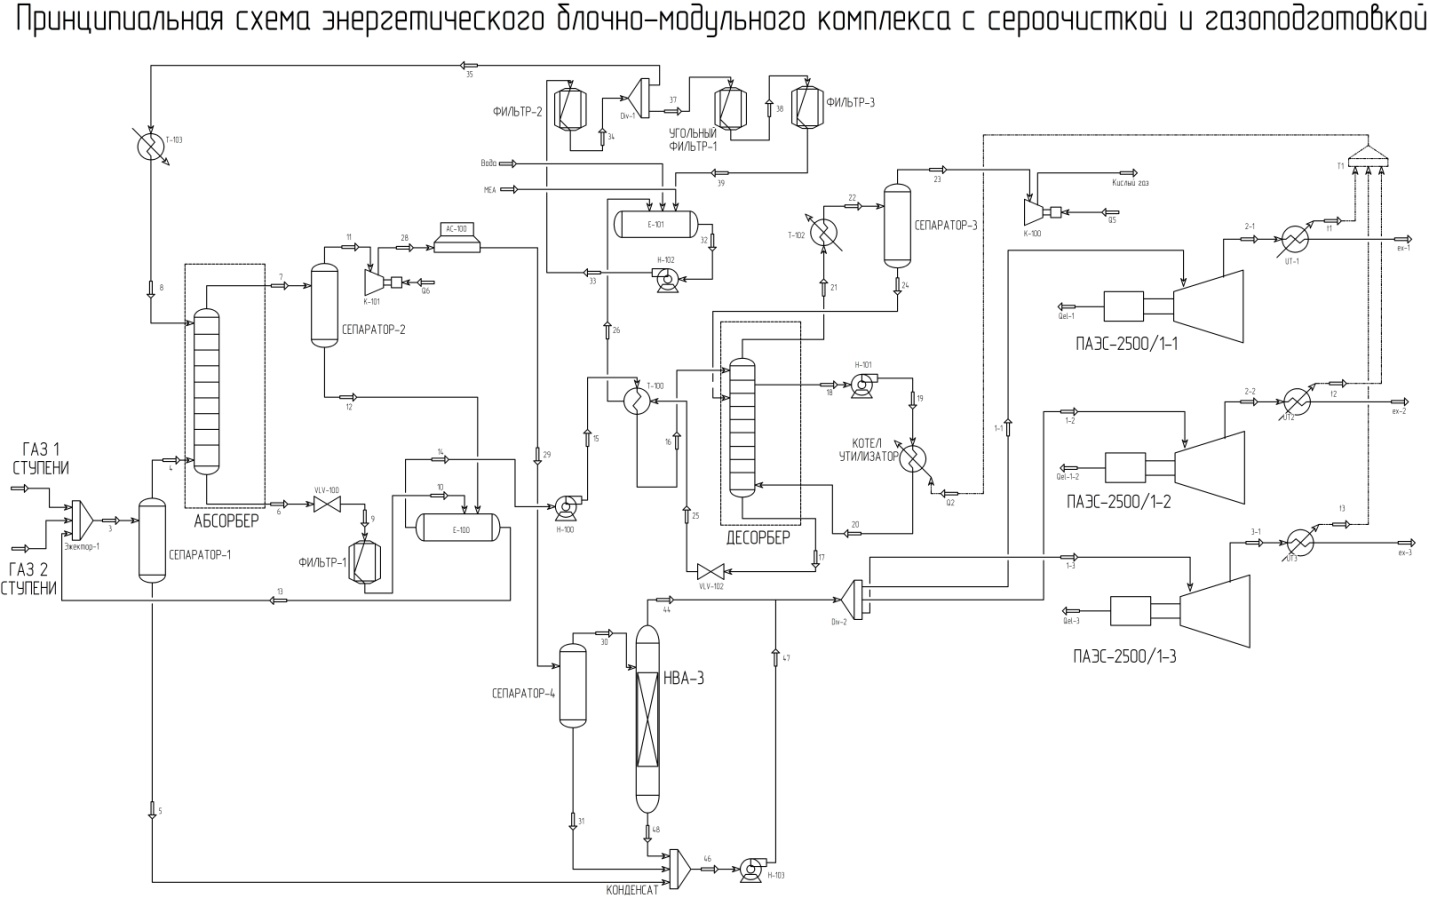 Принципиальная схема энергетического блочно-модульного комплекса с сероочисткой и газоподготовкой
35
ФИЛЬТР-2
34
Div-1
37
УГОЛЬНЫЙ
ФИЛЬТР-1
38
ФИЛЬТР-3
39
Т-103
Вода
МЕА
Е-101
32
Н-102
33
8
7
11
28
АС-100
К-101
Q6
СЕПАРАТОР-2
12
26
Т-102
22
21
СЕПАРАТОР-3
23
24
К-100
Q5
Кислый газ
Т1
2-1
УТ-1
t1
ex-1
Qel-1
ПАЭС-2500/1-1
2-2
УТ2
t2
ex-2
1-1
1-2
Qel-1-2
ПАЭС-2500/1-2
3-1
УТ3
t3
ex-3
1-3
Qel-3
ПАЭС-2500/1-3
Т-100
15
16
Н-101
18
19
КОТЕЛ
УТИЛИЗАТОР
Q2
20
17
ДЕСОРБЕР
25
VLV-102
Div-2
ГАЗ 1
СТУПЕНИ
ГАЗ 2
СТУПЕНИ
Эжектор-1
3
4
СЕПАРАТОР-1
5
АБСОРБЕР
6
VLV-100
9
ФИЛЬТР-1
14
10
Е-100
13
29
Н-100
44
30
СЕПАРАТОР-4
НВА-3
47
31
48
46
Н-103
КОНДЕНСАТ